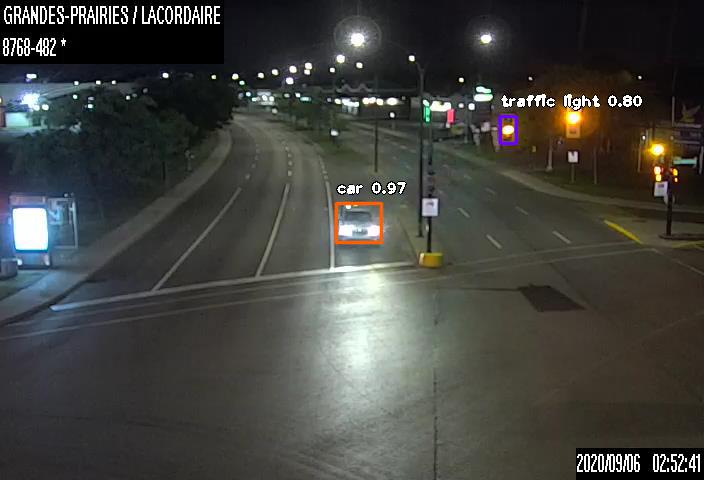 GRANDES-PRAIRIES / LACORDAIRE
8768-482 *
traffic light 0.80
car 0.97
2020/09/06 02:52:41